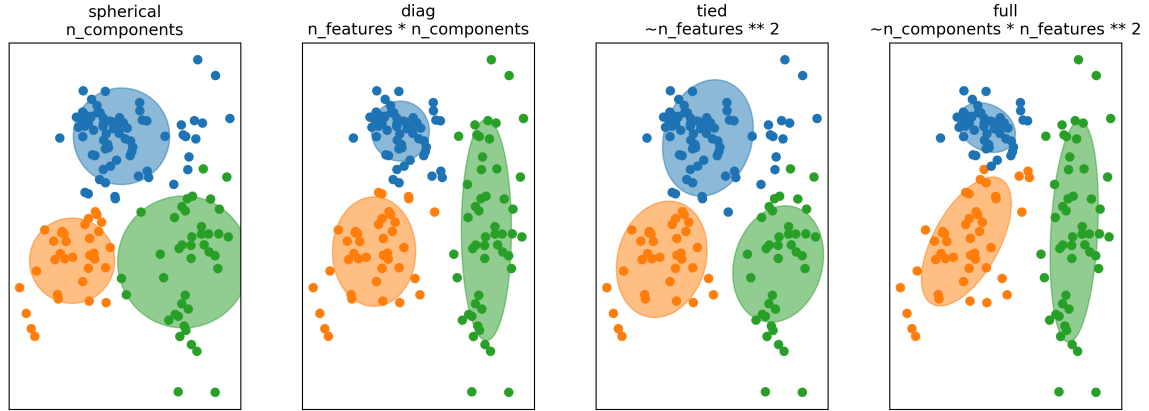 spherical
n_components
diag
n_features * n_components
tied
~n_features ** 2
full
~n_components * n_features ** 2